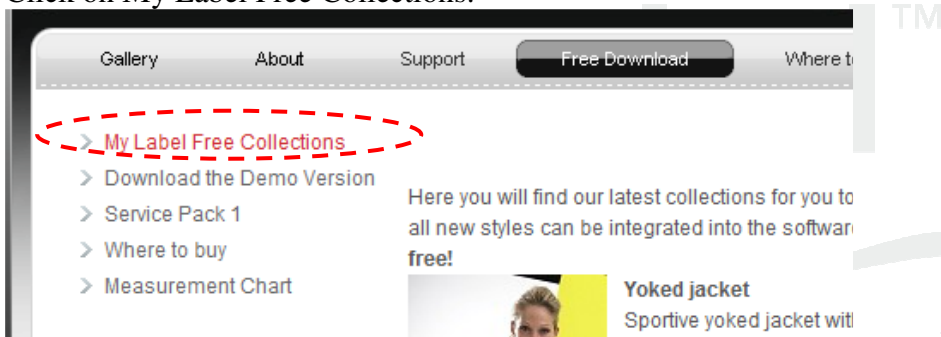 Click on My Label Free Collections.
TM
Gallery About Support Free Download Where t
My Label Free Collections
Download the Demo Version
Service Pack 1
Where to buy
Measurement Chart
Here you will find our latest collections for you to
all new styles can be integrated into the softwar
free!
Yoked jacket
Sportive yoked jacket wit